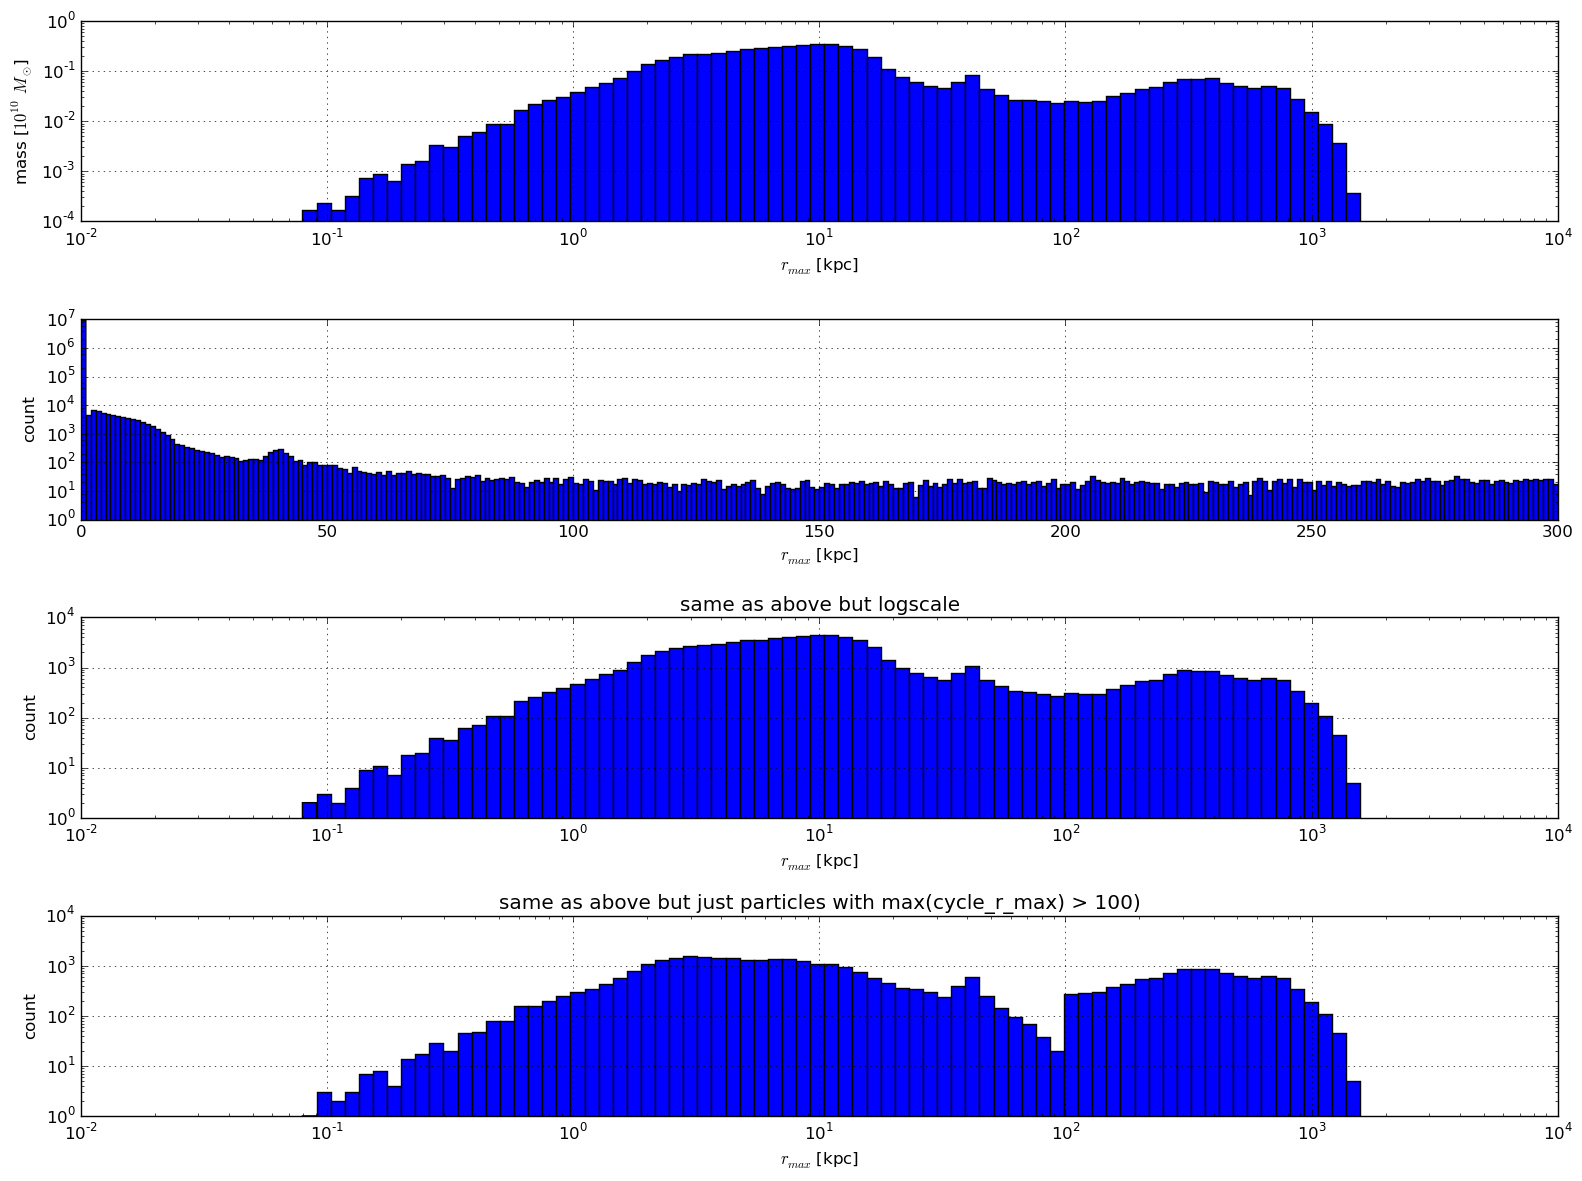 10^0
10^-1
10^-2
10^-3
10^-4
mass [10^10 M_⊙]
10^-2 10^-1 10^0 10^1 10^2 10^3 10^4
r_max [kpc]
10^7
10^6
10^5
10^4
10^3
10^2
10^1
10^0
count
0 50 100 150 200 250 300
r_max [kpc]
same as above but logscale
10^4
10^3
10^2
10^1
10^0
count
10^-2 10^-1 10^0 10^1 10^2 10^3 10^4
r_max [kpc]
same as above but just particles with max(cycle_r_max) > 100)
10^4
10^3
10^2
10^1
10^0
count
10^-2 10^-1 10^0 10^1 10^2 10^3 10^4
r_max [kpc]